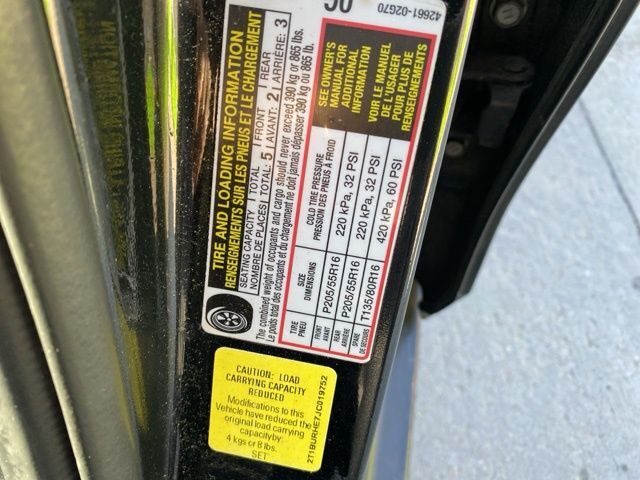 42661-02G70
TIRE AND LOADING INFORMATION
RENSEIGNEMENTS SUR LES PNEUS ET LE CHARGEMENT
SEATING CAPACITY TOTAL 5 FRONT 2 REAR 3
NOMBRE DE PLACES TOTAL: AVANT: ARRIÈRE:
The combined weight of occupants and cargo should never exceed 390 kg or 865 lbs.
Le poids total des occupants et du chargement ne doit jamais dépasser 390 kg ou 865 lb.
TIRE SIZE COLD TIRE PRESSURE
PNEU DIMENSIONS PRESSION DES PNEUS À FROID
FRONT P205/55R16 220 kPa, 32 PSI
AVANT
REAR P205/55R16 220 kPa, 32 PSI
ARRIÈRE
SPARE T135/80R16 420 kPa, 60 PSI
DE SECOURS
SEE OWNER'S
MANUAL FOR
ADDITIONAL
INFORMATION
VOIR LE MANUEL
DE L'USAGER
POUR PLUS DE
RENSEIGNEMENTS
CAUTION: LOAD
CARRYING CAPACITY
REDUCED
Modifications to this
Vehicle have reduced the
original load carrying
capacity by
4 kgs or 8 lbs.
SET
2T1BURHE7JC019752